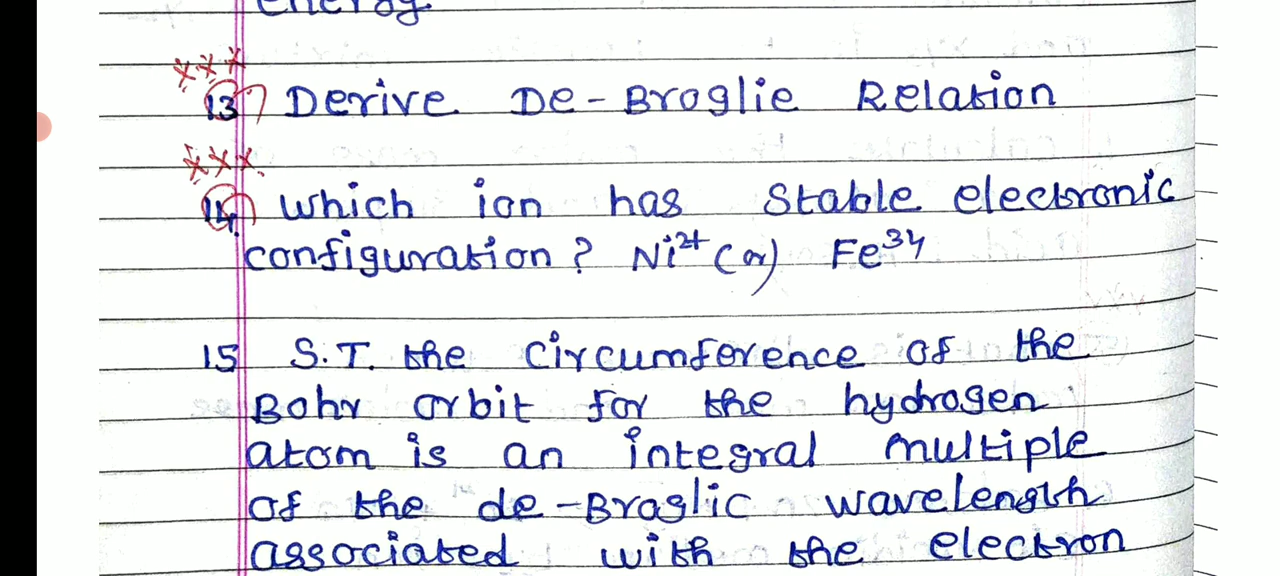 energy
*** 
13) Derive De-Broglie Relation
***
14) which ion has stable electronic
configuration? Ni²⁺ (or) Fe³⁺
15 S.T. the circumference of the
Bohr orbit for the hydrogen
atom is an integral multiple
of the de-Broglic wavelength
associated with the electron